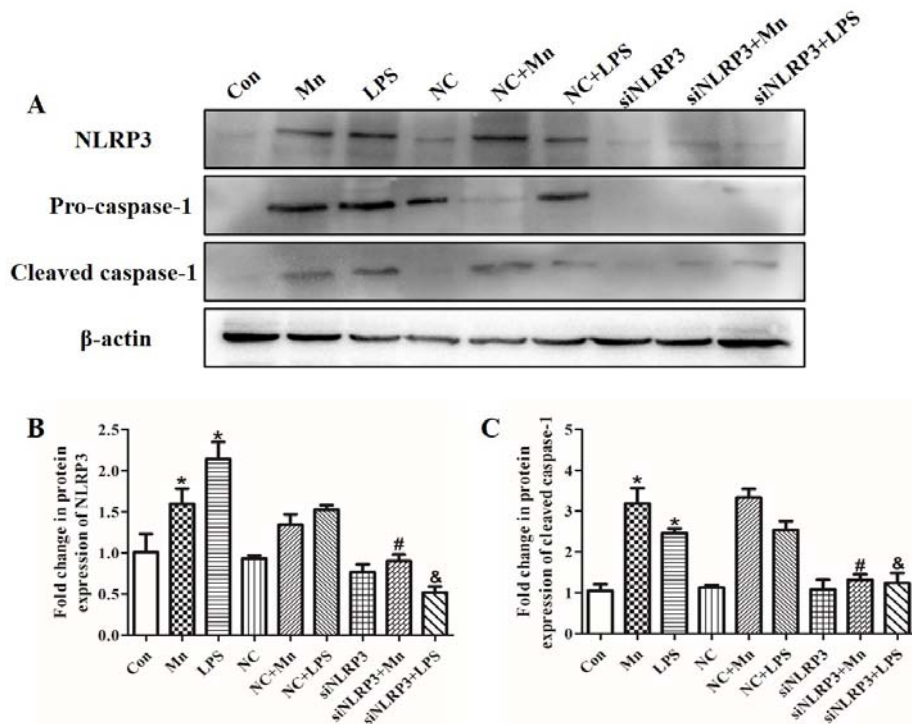 Con Mn LPS NC NC+Mn NC+LPS siNLRP3 siNLRP3+Mn siNLRP3+LPS
A
NLRP3
Pro-caspase-1
Cleaved caspase-1
β-actin
B
Fold change in protein
expression of NLRP3
2.5
2.0
1.5
1.0
0.5
0.0
* * # &
Con Mn LPS NC NC+Mn NC+LPS siNLRP3 siNLRP3+Mn siNLRP3+LPS
C
Fold change in protein
expression of cleaved caspase-1
5
4
3
2
1
0
* * # &
Con Mn LPS NC NC+Mn NC+LPS siNLRP3 siNLRP3+Mn siNLRP3+LPS